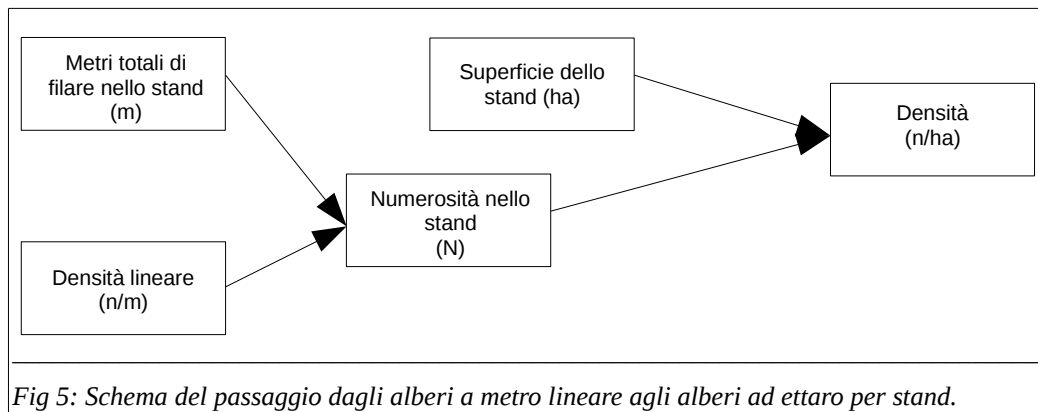 Metri totali di
filare nello stand
(m)
Densità lineare
(n/m)
Numerosità nello
stand
(N)
Superficie dello
stand (ha)
Densità
(n/ha)
Fig 5: Schema del passaggio dagli alberi a metro lineare agli alberi ad ettaro per stand.